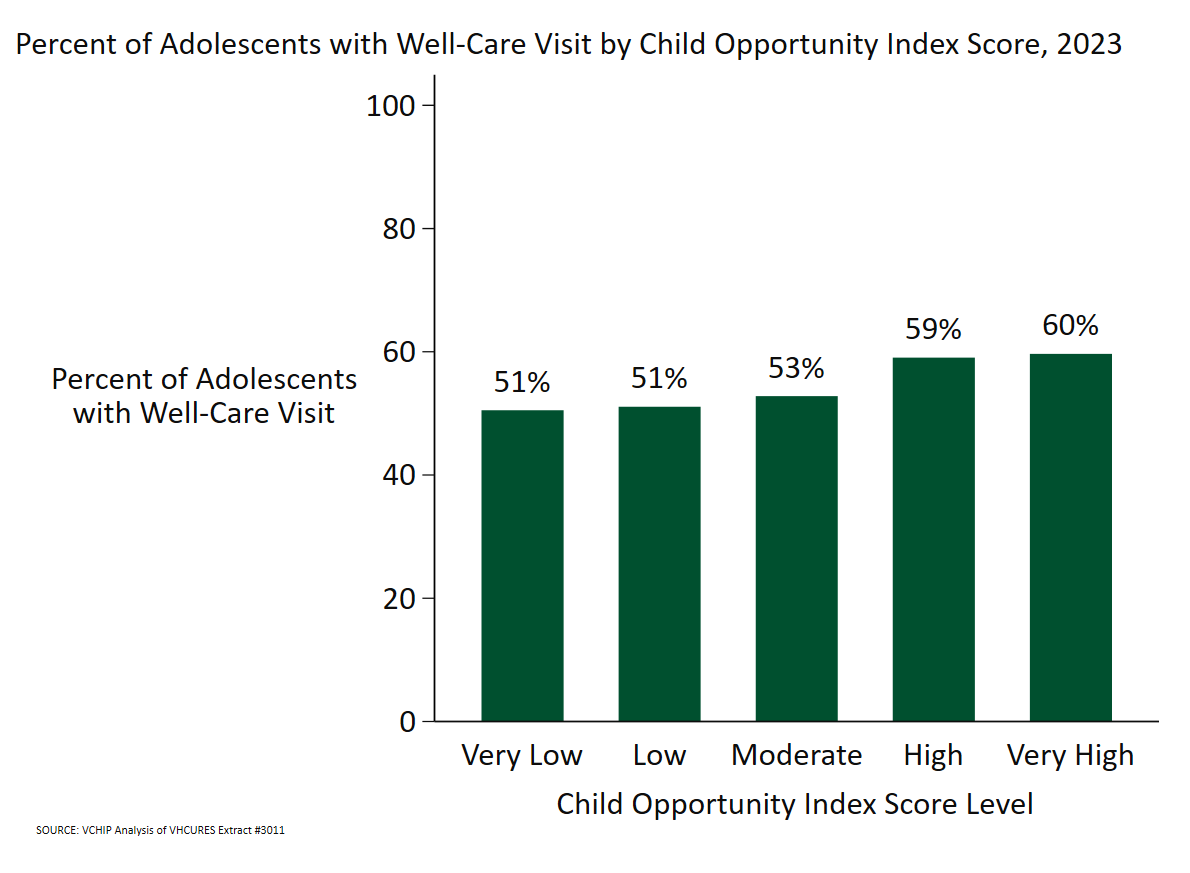 Percent of Adolescents with Well-Care Visit by Child Opportunity Index Score, 2023
100
80
60
40
20
0
Percent of Adolescents
with Well-Care Visit
51%
51%
53%
59%
60%
Very Low
Low
Moderate
High
Very High
Child Opportunity Index Score Level
SOURCE: VCHIP Analysis of VHCURES Extract #3011